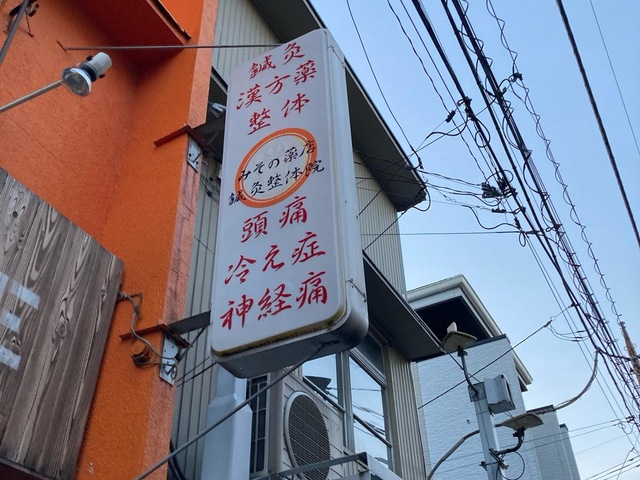 鍼灸
漢方薬
整体
みその薬店
鍼灸整体院
頭痛
冷え症
神経痛